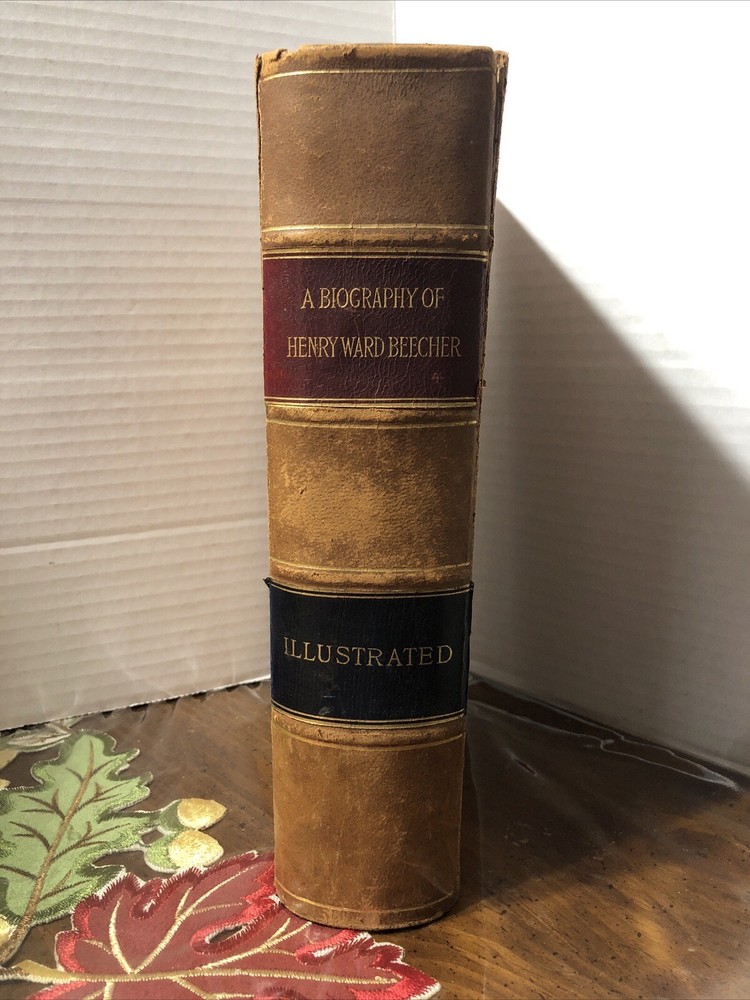 A BIOGRAPHY OF
HENRY WARD BEECHER
ILLUSTRATED